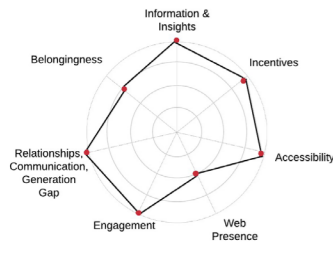 Information &
Insights
Incentives
Belongingness
Accessibility
Relationships,
Communication,
Generation
Gap
Engagement
Web
Presence